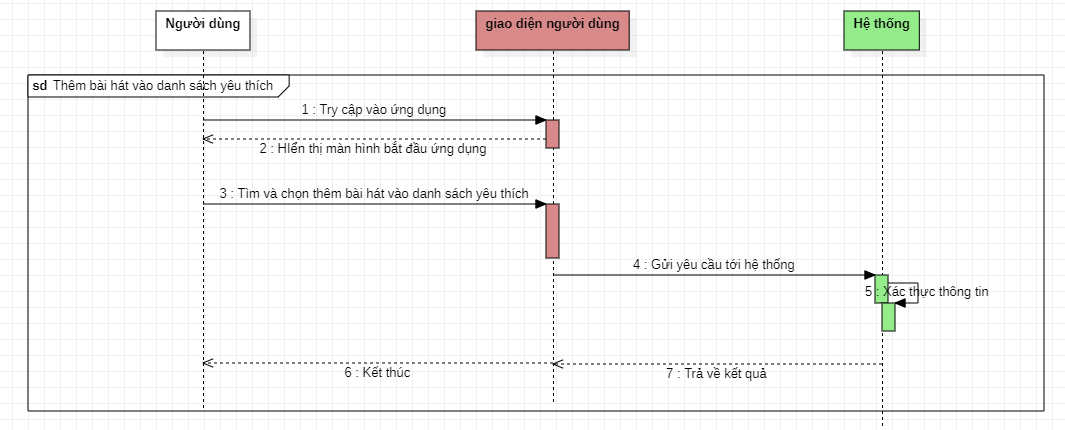 Người dùng
giao diện người dùng
Hệ thống
sd Thêm bài hát vào danh sách yêu thích
1 : Try cập vào ứng dụng
2 : HIển thị màn hình bắt đầu ứng dụng
3 : Tìm và chọn thêm bài hát vào danh sách yêu thích
4 : Gửi yêu cầu tới hệ thống
5 : Xác thực thông tin
6 : Kết thúc
7 : Trả về kết quả